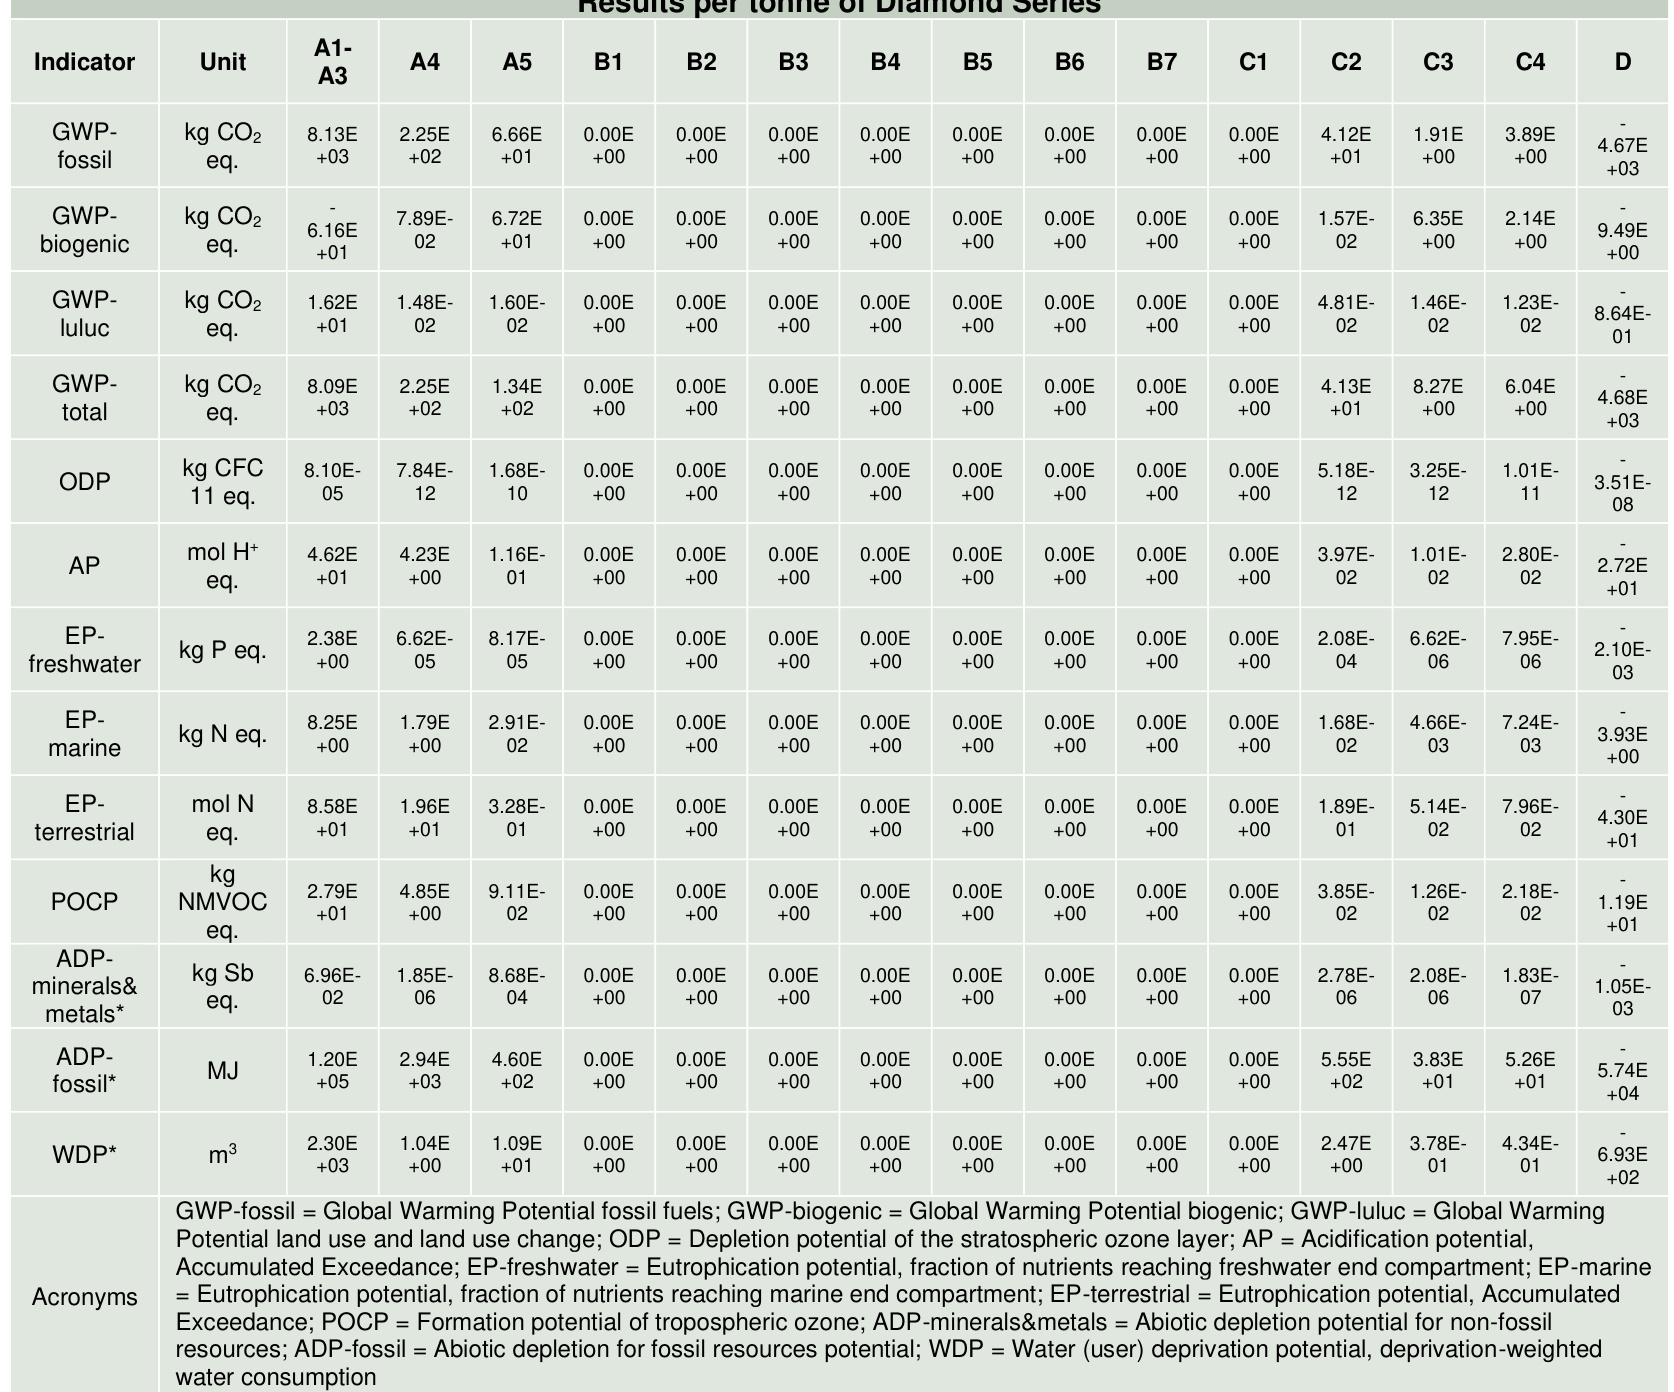 Results per tonne of Diamond Series
Indicator Unit A1-A3 A4 A5 B1 B2 B3 B4 B5 B6 B7 C1 C2 C3 C4 D
GWP-fossil kg CO₂ eq. 8.13E+03 2.25E+02 6.66E+01 0.00E+00 0.00E+00 0.00E+00 0.00E+00 0.00E+00 0.00E+00 0.00E+00 0.00E+00 4.12E+01 1.91E+00 3.89E+00 -4.67E+03
GWP-biogenic kg CO₂ eq. -6.16E+01 7.89E-02 6.72E+01 0.00E+00 0.00E+00 0.00E+00 0.00E+00 0.00E+00 0.00E+00 0.00E+00 0.00E+00 1.57E-02 6.35E+00 2.14E+00 -9.49E+00
GWP-luluc kg CO₂ eq. 1.62E+01 1.48E-02 1.60E-02 0.00E+00 0.00E+00 0.00E+00 0.00E+00 0.00E+00 0.00E+00 0.00E+00 0.00E+00 4.81E-02 1.46E-02 1.23E-02 -8.64E-01
GWP-total kg CO₂ eq. 8.09E+03 2.25E+02 1.34E+02 0.00E+00 0.00E+00 0.00E+00 0.00E+00 0.00E+00 0.00E+00 0.00E+00 0.00E+00 4.13E+01 8.27E+00 6.04E+00 -4.68E+03
ODP kg CFC 11 eq. 8.10E-05 7.84E-12 1.68E-10 0.00E+00 0.00E+00 0.00E+00 0.00E+00 0.00E+00 0.00E+00 0.00E+00 0.00E+00 5.18E-12 3.25E-12 1.01E-11 -3.51E-08
AP mol H⁺ eq. 4.62E+01 4.23E+00 1.16E-01 0.00E+00 0.00E+00 0.00E+00 0.00E+00 0.00E+00 0.00E+00 0.00E+00 0.00E+00 3.97E-02 1.01E-02 2.80E-02 -2.72E+01
EP-freshwater kg P eq. 2.38E+00 6.62E-05 8.17E-05 0.00E+00 0.00E+00 0.00E+00 0.00E+00 0.00E+00 0.00E+00 0.00E+00 0.00E+00 2.08E-04 6.62E-06 7.95E-06 -2.10E-03
EP-marine kg N eq. 8.25E+00 1.79E+00 2.91E-02 0.00E+00 0.00E+00 0.00E+00 0.00E+00 0.00E+00 0.00E+00 0.00E+00 0.00E+00 1.68E-02 4.66E-03 7.24E-03 -3.93E+00
EP-terrestrial mol N eq. 8.58E+01 1.96E+01 3.28E-01 0.00E+00 0.00E+00 0.00E+00 0.00E+00 0.00E+00 0.00E+00 0.00E+00 0.00E+00 1.89E-01 5.14E-02 7.96E-02 -4.30E+01
POCP kg NMVOC eq. 2.79E+01 4.85E+00 9.11E-02 0.00E+00 0.00E+00 0.00E+00 0.00E+00 0.00E+00 0.00E+00 0.00E+00 0.00E+00 3.85E-02 1.26E-02 2.18E-02 -1.19E+01
ADP-minerals&metals* kg Sb eq. 6.96E-02 1.85E-06 8.68E-04 0.00E+00 0.00E+00 0.00E+00 0.00E+00 0.00E+00 0.00E+00 0.00E+00 0.00E+00 2.78E-06 2.08E-06 1.83E-07 -1.05E-03
ADP-fossil* MJ 1.20E+05 2.94E+03 4.60E+02 0.00E+00 0.00E+00 0.00E+00 0.00E+00 0.00E+00 0.00E+00 0.00E+00 0.00E+00 5.55E+02 3.83E+01 5.26E+01 -5.74E+04
WDP* m³ 2.30E+03 1.04E+00 1.09E+01 0.00E+00 0.00E+00 0.00E+00 0.00E+00 0.00E+00 0.00E+00 0.00E+00 0.00E+00 2.47E+00 3.78E-01 4.34E-01 -6.93E+02
Acronyms
GWP-fossil = Global Warming Potential fossil fuels; GWP-biogenic = Global Warming Potential biogenic; GWP-luluc = Global Warming
Potential land use and land use change; ODP = Depletion potential of the stratospheric ozone layer; AP = Acidification potential,
Accumulated Exceedance; EP-freshwater = Eutrophication potential, fraction of nutrients reaching freshwater end compartment; EP-marine
= Eutrophication potential, fraction of nutrients reaching marine end compartment; EP-terrestrial = Eutrophication potential, Accumulated
Exceedance; POCP = Formation potential of tropospheric ozone; ADP-minerals&metals = Abiotic depletion potential for non-fossil
resources; ADP-fossil = Abiotic depletion for fossil resources potential; WDP = Water (user) deprivation potential, deprivation-weighted
water consumption